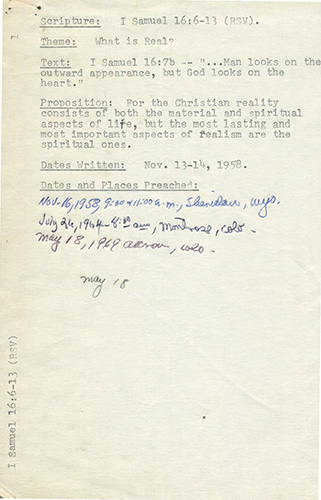 Scripture: I Samuel 16:6-13 (RSV).
Theme: What is Real?
Text: I Samuel 16:7b -- "...Man looks on the
outward appearance, but God looks on the
heart."
Proposition: For the Christian reality
consists of both the material and spiritual
aspects of life, but the most lasting and
most important aspects of realism are the
spiritual ones.
Dates Written: Nov. 13-14, 1958.
Dates and Places Preached:
Nov. 16, 1958, 9:30 & 11:00 a.m., Sheridan, Wyo.
July 26, 1964 - 8:30 am, Montrose, Colo.
May 18, 1969 Akron, Colo.
May 18
1
I Samuel 16:6-13 (RSV)